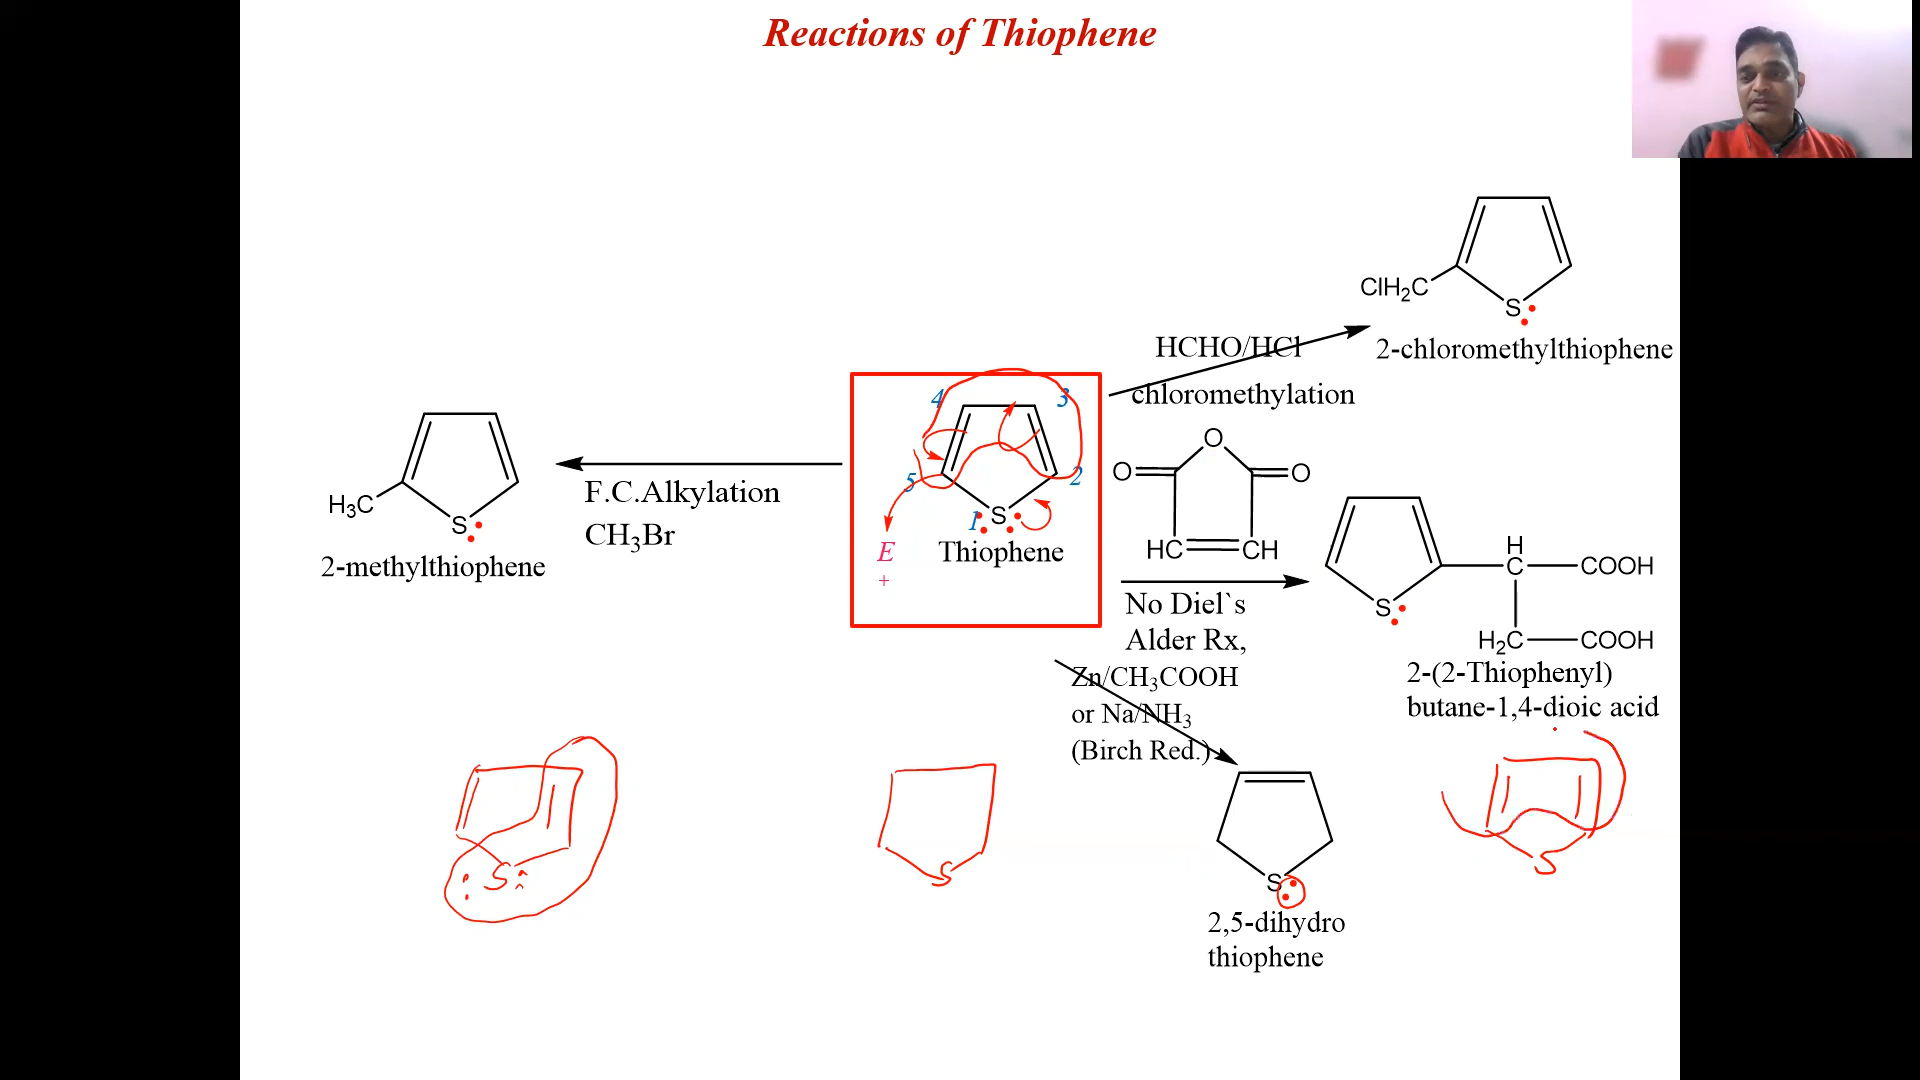 Reactions of Thiophene
ClH₂C
S
2-chloromethylthiophene
HCHO/HCl
chloromethylation
4
3
5
2
1
S
E
+
Thiophene
H₃C
S
2-methylthiophene
F.C.Alkylation
CH₃Br
O
O
O
HC
CH
No Diel`s
Alder Rx,
S
H
C
COOH
H₂C
COOH
2-(2-Thiophenyl)
butane-1,4-dioic acid
Zn/CH₃COOH
or Na/NH₃
(Birch Red.)
S
2,5-dihydro
thiophene
S
S
S